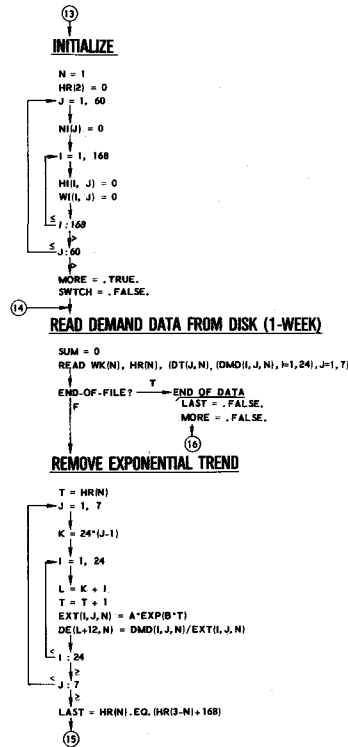 13
INITIALIZE
N = 1
HR(2) = 0
J = 1, 60
NI(J) = 0
I = 1, 168
HI(I, J) = 0
WI(I, J) = 0
≤ I : 168
>
≤ J : 60
>
MORE = .TRUE.
SWTCH = .FALSE.
14
READ DEMAND DATA FROM DISK (1-WEEK)
SUM = 0
READ WK(N), HR(N), (DT(J,N), (DMD(I,J,N), I=1,24), J=1,7)
END-OF-FILE? T END OF DATA
F LAST = .FALSE.
MORE = .FALSE.
16
REMOVE EXPONENTIAL TREND
T = HR(N)
J = 1, 7
K = 24*(J-1)
I = 1, 24
L = K + 1
T = T + 1
EXT(I,J,N) = A*EXP(B*T)
DE(L+12,N) = DMD(I,J,N)/EXT(I,J,N)
< I : 24
≥
< J : 7
≥
LAST = HR(N).EQ.(HR(3-N)+168)
15